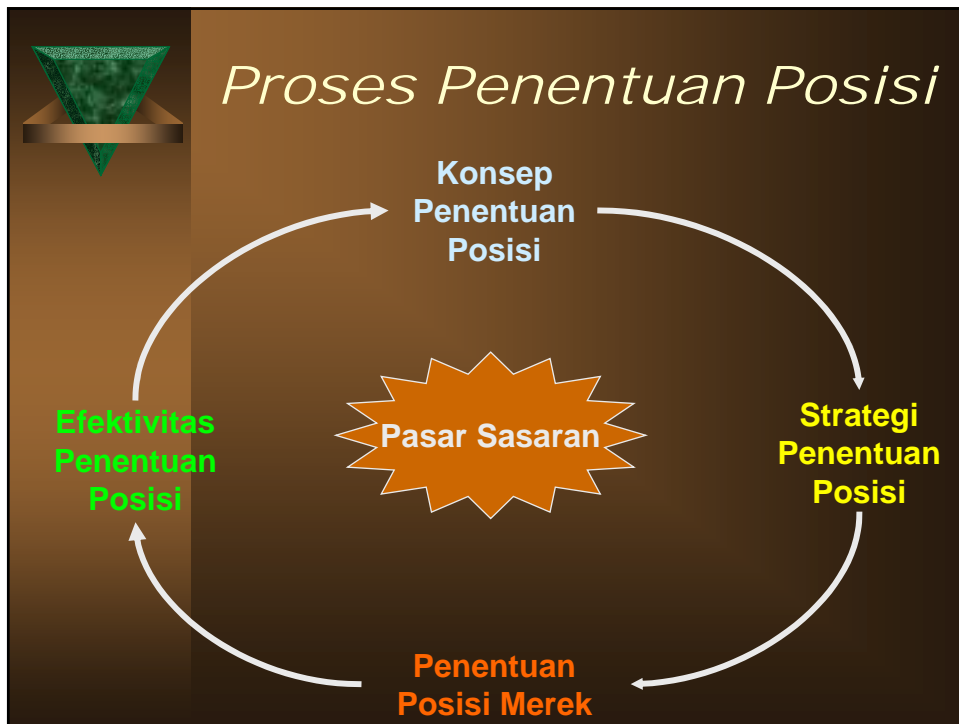 Proses Penentuan Posisi
Konsep
Penentuan
Posisi
Efektivitas
Penentuan
Posisi
Pasar Sasaran
Strategi
Penentuan
Posisi
Penentuan
Posisi Merek